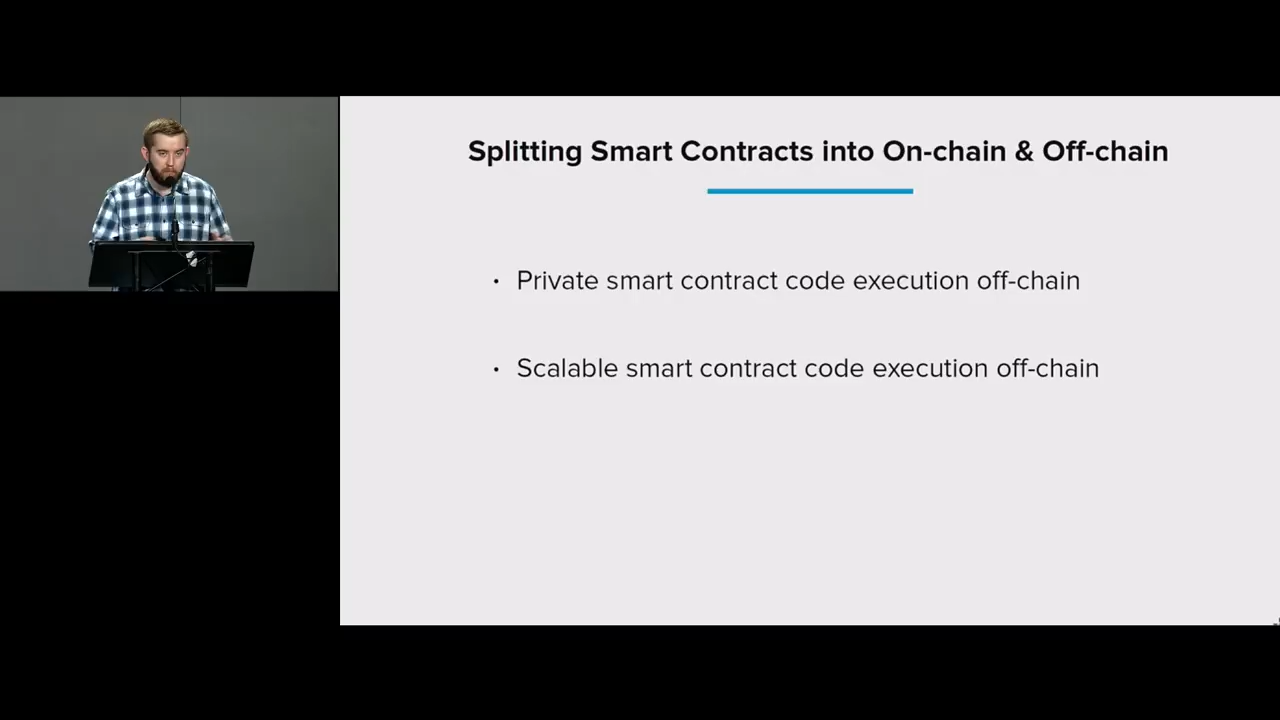 Splitting Smart Contracts into On-chain & Off-chain
• Private smart contract code execution off-chain
• Scalable smart contract code execution off-chain